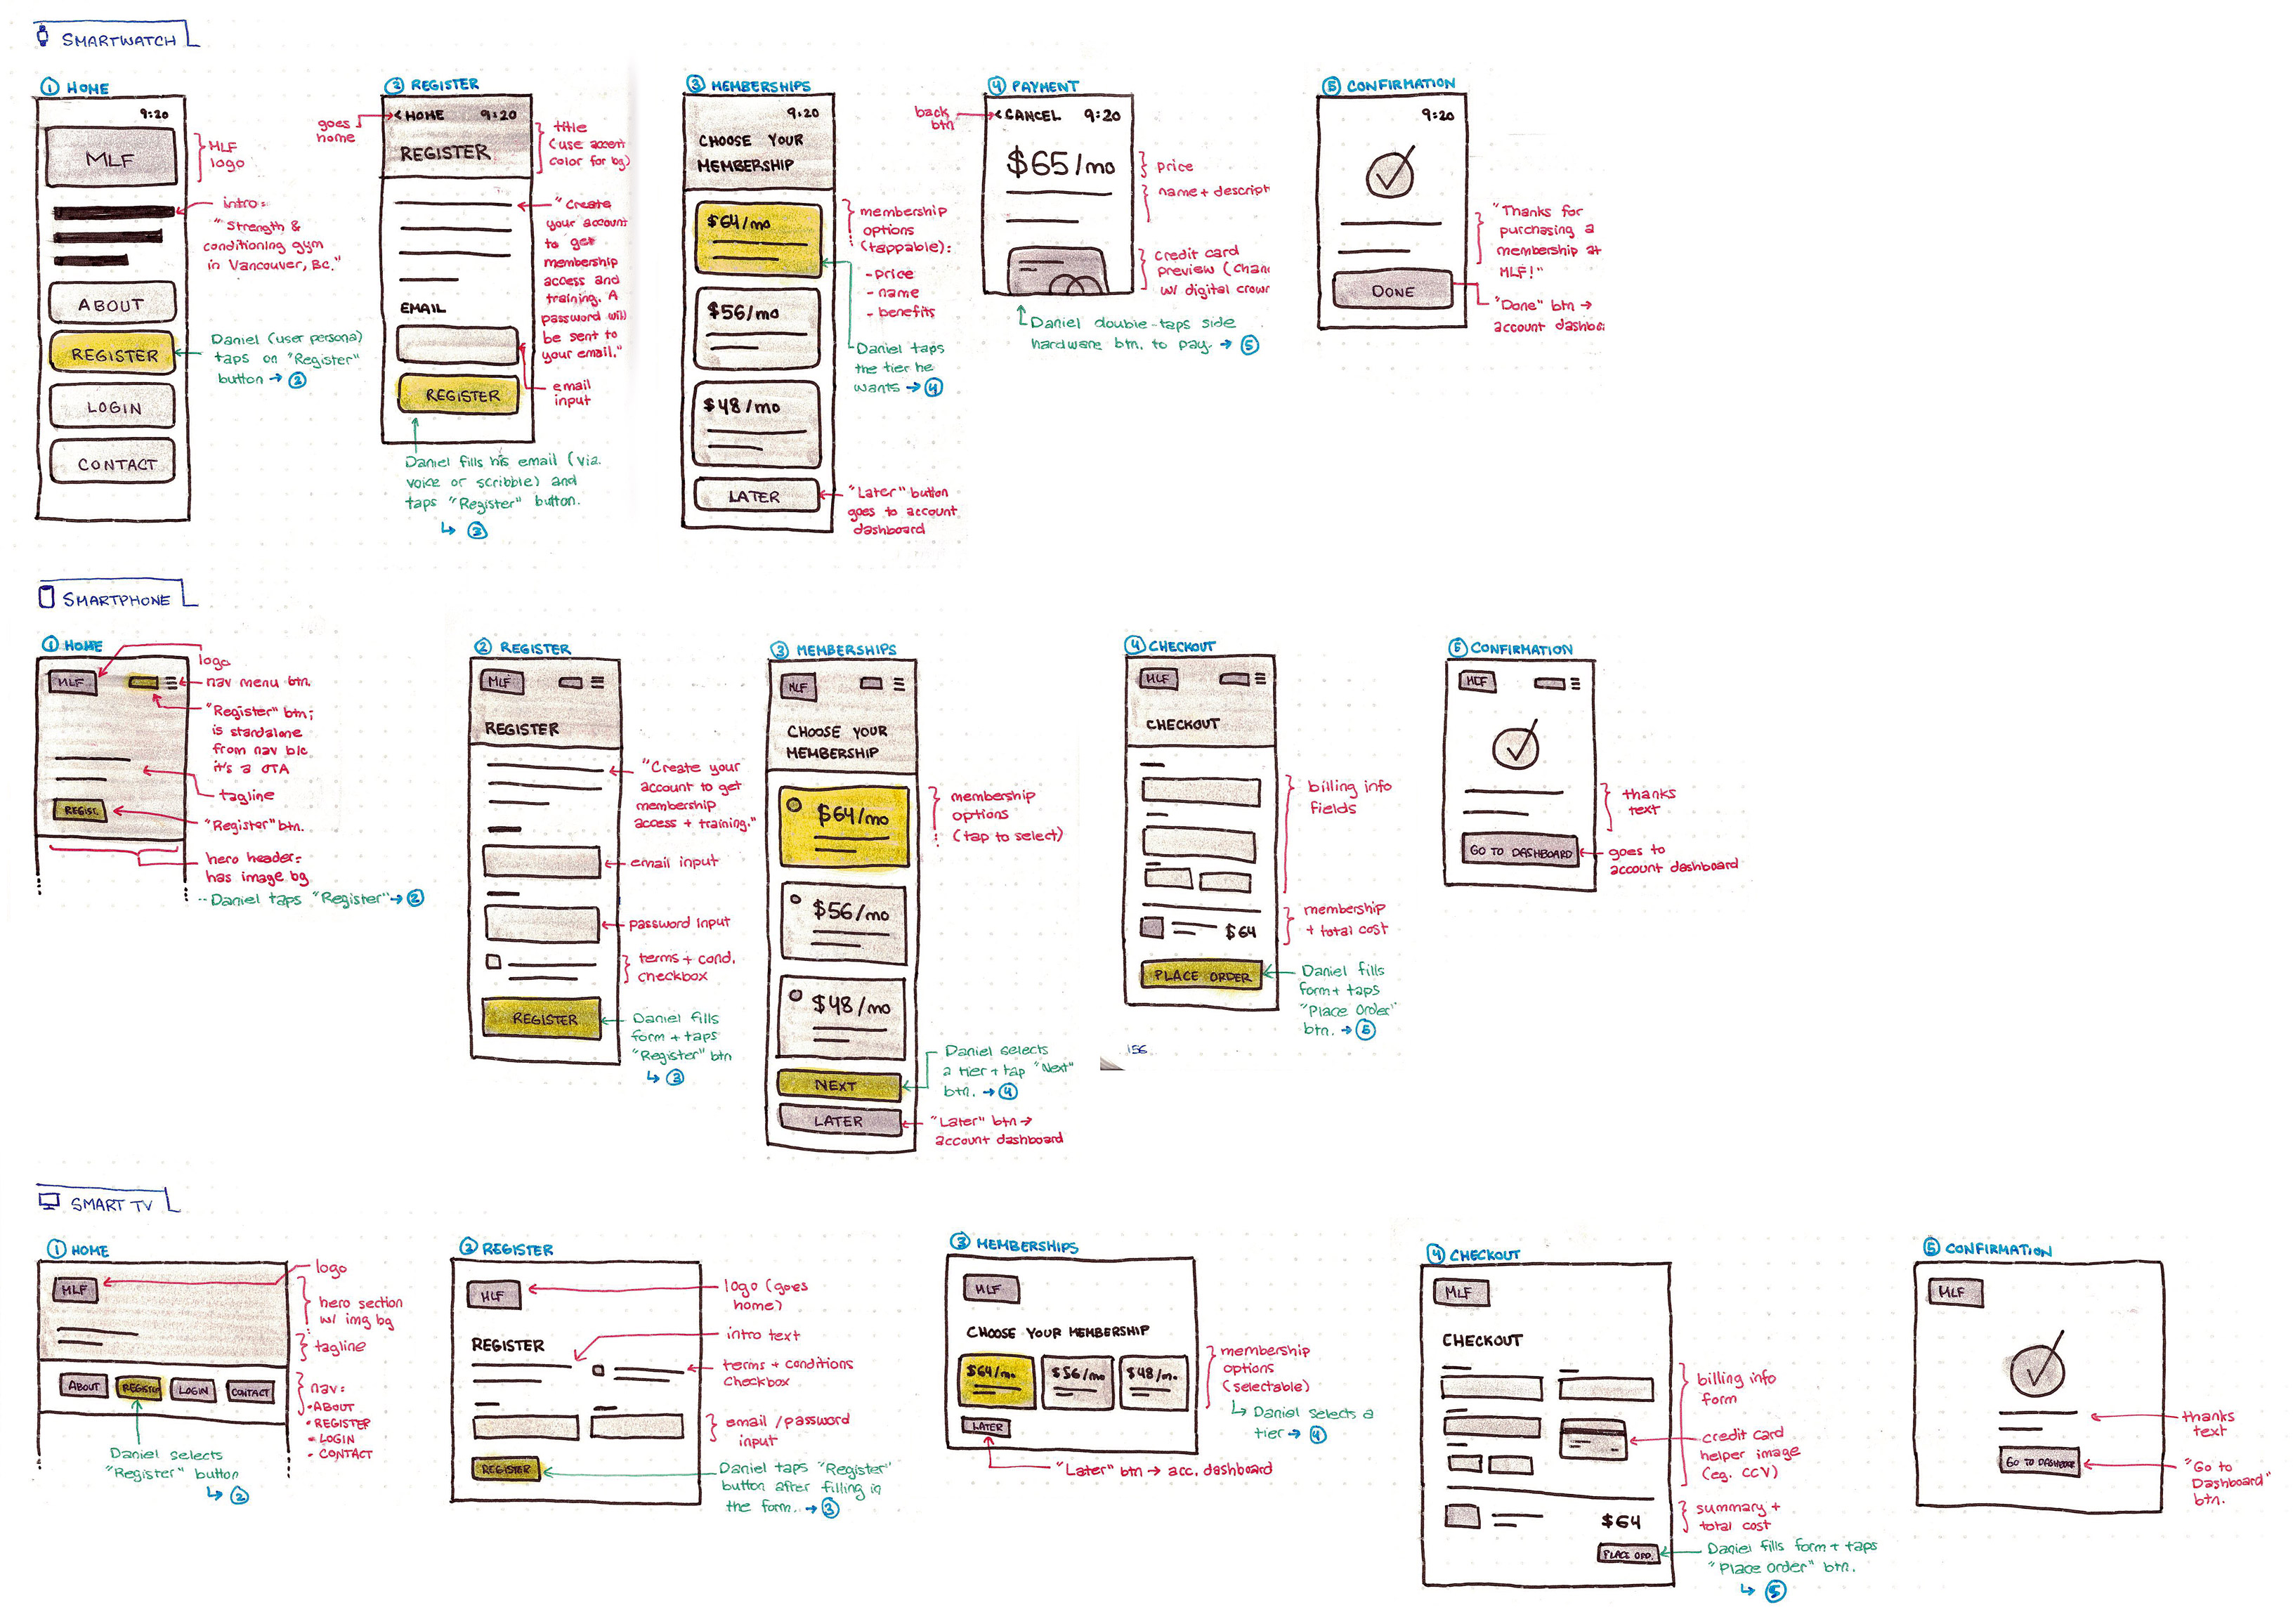 SMARTWATCH
① HOME
9:20
MLF
MLF
logo
intro:
"Strength &
conditioning gym
in Vancouver, BC."
ABOUT
REGISTER
LOGIN
CONTACT
Daniel (user persona)
taps on "Register"
button → ②
② REGISTER
< HOME 9:20
REGISTER
goes
home
title
(use accent
color for bg)
"Create
your account
to get
membership
access and
training. A
password will
be sent to
your email."
EMAIL
REGISTER
email
input
Daniel fills his email (via
voice or scribble) and
taps "Register" button.
↳ ③
③ MEMBERSHIPS
9:20
CHOOSE YOUR
MEMBERSHIP
$64/mo
$56/mo
$48/mo
LATER
membership
options
(tappable):
- price
- name
- benefits
Daniel taps
the tier he
wants → ④
"Later" button
goes to account
dashboard
④ PAYMENT
< CANCEL 9:20
back
btn
$65/mo
price
name + descript
credit card
preview (chan
w/ digital crow
Daniel double-taps side
hardware btn. to pay → ⑤
⑤ CONFIRMATION
9:20
DONE
"Thanks for
purchasing a
membership at
MLF!"
"Done" btn →
account dashbo
SMARTPHONE
① HOME
MLF
logo
nav menu btn.
"Register" btn;
is standalone
from nav b/c
it's a CTA
tagline
REGISE.
"Register" btn.
hero header:
has image bg
Daniel taps "Register" → ②
② REGISTER
MLF
REGISTER
"Create your
account to get
membership
access + training."
email input
password input
terms + cond.
checkbox
REGISTER
Daniel fills
form + taps
"Register" btn
↳ ③
③ MEMBERSHIPS
MLF
CHOOSE YOUR
MEMBERSHIP
$64/mo
$56/mo
$48/mo
NEXT
LATER
membership
options
(tap to select)
Daniel selects
a tier + tap "Next"
btn. → ④
"Later" btn →
account dashboard
④ CHECKOUT
MLF
CHECKOUT
billing info
fields
membership
+ total cost
$64
PLACE ORDER
Daniel fills
form + taps
"Place Order"
btn. → ⑤
156
⑤ CONFIRMATION
MLF
thanks
text
GO TO DASHBOARD
goes to
account dashboard
SMART TV
① HOME
MLF
logo
hero section
w/ img bg
tagline
ABOUT REGISTER LOGIN CONTACT
nav:
• ABOUT
• REGISTER
• LOGIN
• CONTACT
Daniel selects
"Register" button
↳ ②
② REGISTER
MLF
logo (goes
home)
REGISTER
intro text
terms + conditions
checkbox
email/password
input
REGISTER
Daniel taps "Register"
button after filling in
the form. → ③
③ MEMBERSHIPS
MLF
CHOOSE YOUR MEMBERSHIP
$64/mo. $56/mo $48/m.
LATER
membership
options
(selectable)
↳ Daniel selects a
tier → ④
"Later" btn → acc. dashboard
④ CHECKOUT
MLF
CHECKOUT
billing info
form
credit card
helper image
(eg. CCV)
summary +
total cost
$64
PLACE ORD.
Daniel fills form + taps
"Place Order" btn.
↳ ⑤
⑤ CONFIRMATION
MLF
thanks
text
GO TO DASHBOARD
"Go to
Dashboard"
btn.